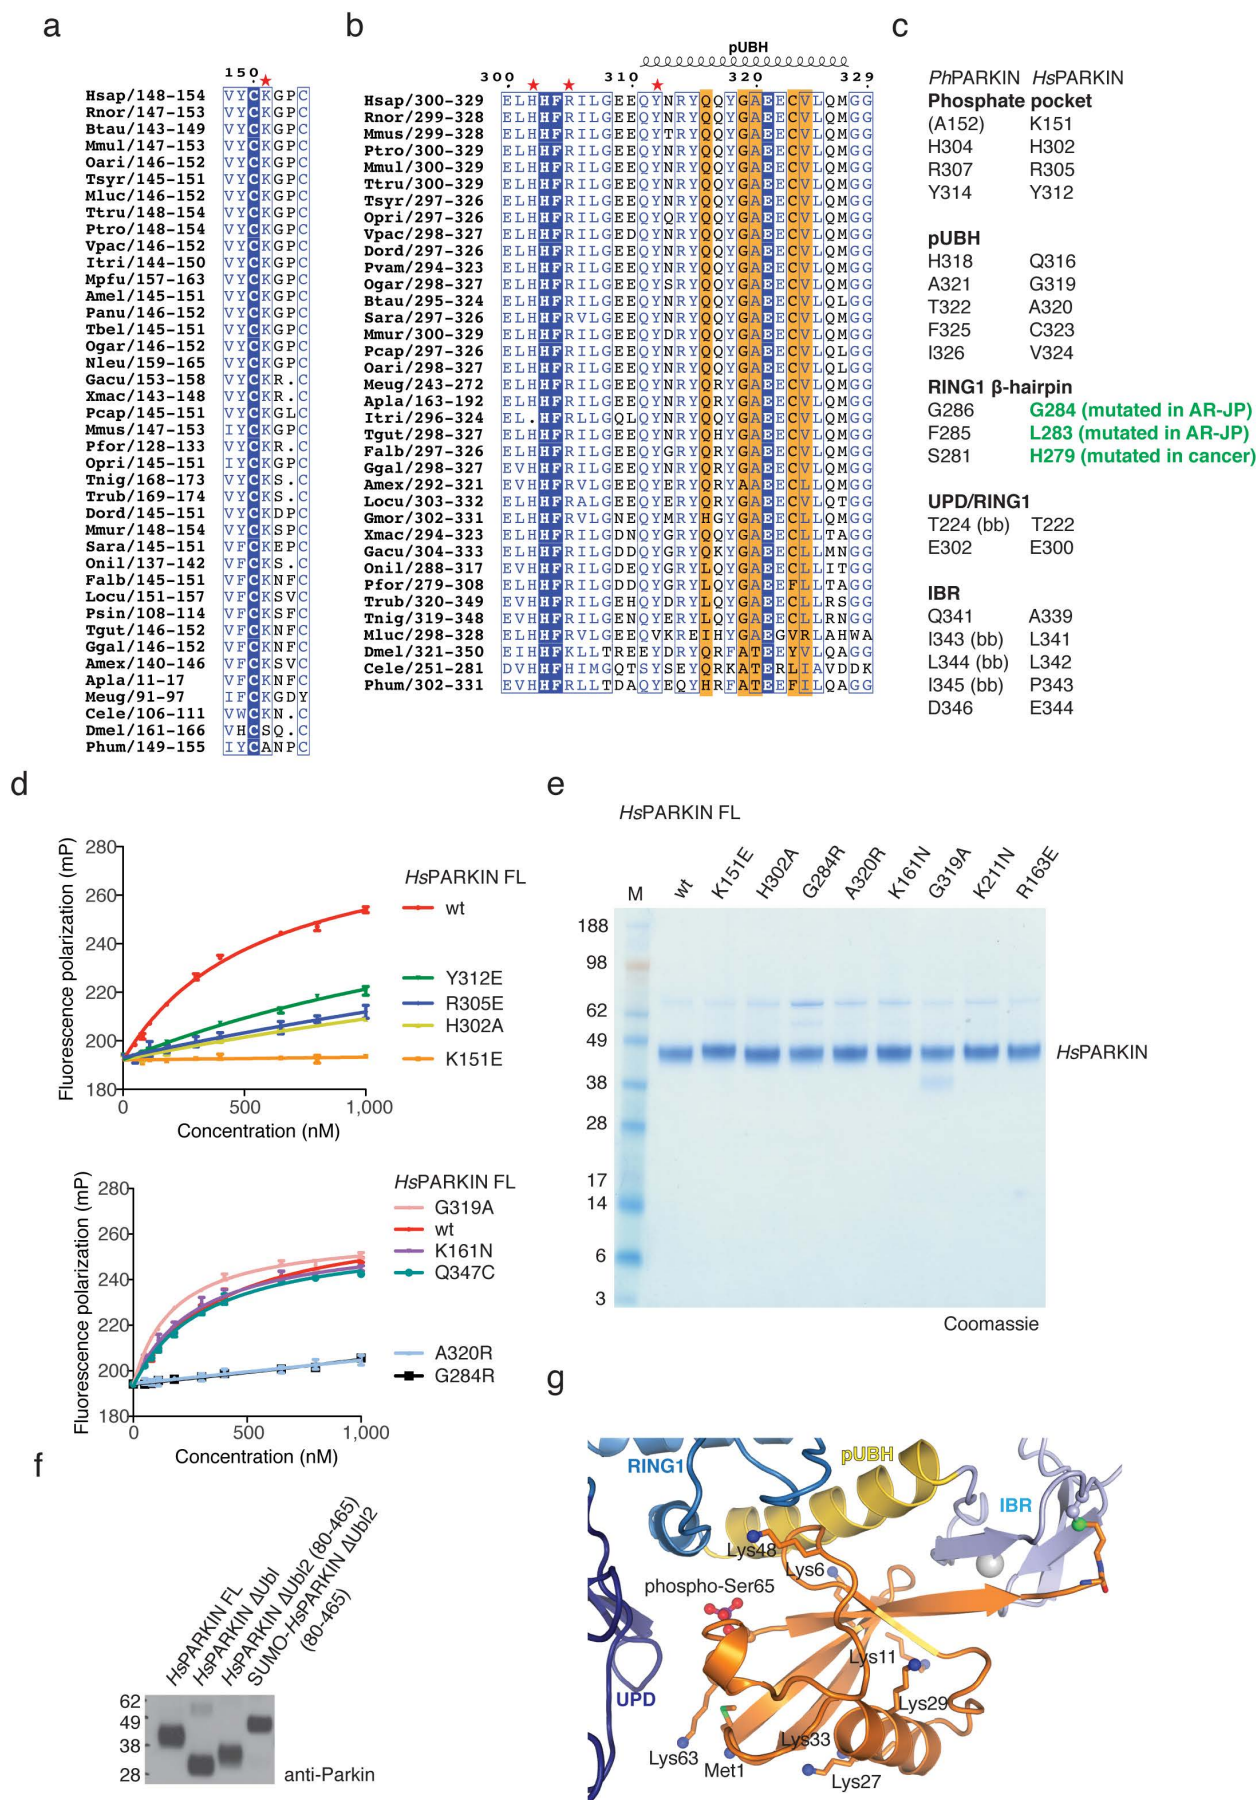 a
150
Hsap/148-154 VYCKGPC
Rnor/147-153 VYCKGPC
Btau/143-149 VYCKGPC
Mmul/147-153 VYCKGPC
Oari/146-152 VYCKGPC
Tsyr/145-151 VYCKGPC
Mluc/146-152 VYCKGPC
Ttru/148-154 VYCKGPC
Ptro/148-154 VYCKGPC
Vpac/146-152 VYCKGPC
Itri/144-150 VYCKGPC
Mpfu/157-163 VYCKGPC
Amel/145-151 VYCKGPC
Panu/146-152 VYCKGPC
Tbel/145-151 VYCKGPC
Ogar/146-152 VYCKGPC
Nleu/159-165 VYCKGPC
Gacu/153-158 VYCKR.C
Xmac/143-148 VYCKR.C
Pcap/145-151 VYCKGLC
Mmus/147-153 IYCKGPC
Pfor/128-133 VYCKR.C
Opri/145-151 IYCKGPC
Tnig/168-173 VYCKS.C
Trub/169-174 VYCKS.C
Dord/145-151 VYCKDPC
Mmur/148-154 VYCKSPC
Sara/145-151 VFCKEPC
Onil/137-142 VFCKS.C
Falb/145-151 VFCKNFC
Locu/151-157 VFCKSVC
Psin/108-114 VFCKSFC
Tgut/146-152 VFCKNFC
Ggal/146-152 VFCKNFC
Amex/140-146 VFCKSVC
Apla/11-17 VFCKNFC
Meug/91-97 IFCKGDY
Cele/106-111 VWCKN.C
Dmel/161-166 VHCSQ.C
Phum/149-155 IYCANPC
b
pUBH
300 310 320 329
Hsap/300-329 ELHHFRILGEEQYNRYQQYGAEECVLQMGG
Rnor/299-328 ELHHFRILGEEQYNRYQQYGAEECVLQMGG
Mmus/299-328 ELHHFRILGEEQYTRYQQYGAEECVLQMGG
Ptro/300-329 ELHHFRILGEEQYNRYQQYGAEECVLQMGG
Mmul/300-329 ELHHFRILGEEQYNRYQQYGAEECVLQMGG
Ttru/300-329 ELHHFRILGEEQYNRYQQYGAEECVLQMGG
Tsyr/297-326 ELHHFRILGEEQYNRYQQYGAEECVLQMGG
Opri/297-326 ELHHFRILGEEQYQRYQQYGAEECVLQMGG
Vpac/298-327 ELHHFRILGEDQYNRYQQYGAEECVLQMGG
Dord/297-326 ELHHFRILGEEQYNRYQQYGAEECVLQMGG
Pvam/294-323 ELHHFRILGEEQYNRYQQYGAEECVLQMGG
Ogar/298-327 ELHHFRILGEEQYSRYQQYGAEECVLQMGG
Btau/295-324 ELHHFRILGEEQYNRYQQYGAEECVLQLGG
Sara/297-326 ELHHFRVLGEEQYNRYQQYGAEECVLQMGG
Mmur/300-329 ELHHFRILGEEQYDRYQQYGAEECVLQMGG
Pcap/297-326 ELHHFRILGEEQYNRYQQYGAEECVLQLGG
Oari/298-327 ELHHFRILGEEQYNRYQQYGAEECVLQLGG
Meug/243-272 ELHHFRILGEEQYNRYQRYGAEECVLQMGG
Apla/163-192 ELHHFRILGEEQYNRYQRYGAEECVLQMGG
Itri/296-324 EL.HFRLLGQLQYNRYQQYGAEECVLQMGG
Tgut/298-327 ELHHFRILGEEQYNRYQHYGAEECVLQMGG
Falb/297-326 ELHHFRILGEEQYNRYQRYGAEECVLQMGG
Ggal/298-327 EVHHFRILGEEQYNRYQRYGAEECVLQMGG
Amex/292-321 ELHHFRVLGEEQYERYQRYAAEECLLQMGG
Locu/303-332 ELHHFRALGEEQYERYQRYGAEECVLQTGG
Gmor/302-331 ELHHFRVLGNEQYMRYHGYGAEECLLQMGG
Xmac/294-323 ELHHFRILGDEQYGRYQQYGAEECLLTAGG
Gacu/304-333 ELHHFRILGDDQYGRYQKYGAEECLLMNGG
Onil/288-317 EVHHFRILGDEQYGRYLQYGAEECLLITGG
Pfor/279-308 ELHHFRILGDDQYGRYLQYGAEEFLLTAGG
Trub/320-349 EVHHFRILGEHQYDRYLQYGAEECLLRSGG
Tnig/319-348 EVHHFRILGEEQYNRYLQYGAEECLLRNGG
Mluc/298-328 ELHHFRVLGEEQVKREIHYGAEGVRLAHWA
Dmel/321-350 EIHHFKLLTREEYDRYQRFATEEYVLQAGG
Cele/251-281 DVHHFHIMGQTSYSEYQRKATERLIAVDDK
Phum/302-331 EVHHFRLLTDAQYEQYHRFATEEFILQAGG
c
PhPARKIN HsPARKIN
Phosphate pocket
(A152) K151
H304 H302
R307 R305
Y314 Y312
pUBH
H318 Q316
A321 G319
T322 A320
F325 C323
I326 V324
RING1 β-hairpin
G286 G284 (mutated in AR-JP)
F285 L283 (mutated in AR-JP)
S281 H279 (mutated in cancer)
UPD/RING1
T224 (bb) T222
E302 E300
IBR
Q341 A339
I343 (bb) L341
L344 (bb) L342
I345 (bb) P343
D346 E344
d
Fluorescence polarization (mP)
280
260
240
220
200
180
0 500 1,000
Concentration (nM)
HsPARKIN FL
wt
Y312E
R305E
H302A
K151E
Fluorescence polarization (mP)
280
260
240
220
200
180
0 500 1,000
Concentration (nM)
HsPARKIN FL
G319A
wt
K161N
Q347C
A320R
G284R
e
HsPARKIN FL
M wt K151E H302A G284R A320R K161N G319A K211N R163E
188
98
62
49
38
28
17
14
6
3
HsPARKIN
Coomassie
f
HsPARKIN FL
HsPARKIN ΔUbl
HsPARKIN ΔUbl2 (80-465)
SUMO-HsPARKIN ΔUbl2
(80-465)
62
49
38
28
anti-Parkin
g
RING1
pUBH
IBR
Lys48
Lys6
phospho-Ser65
Lys11
UPD
Lys29
Lys33
Lys63
Met1
Lys27